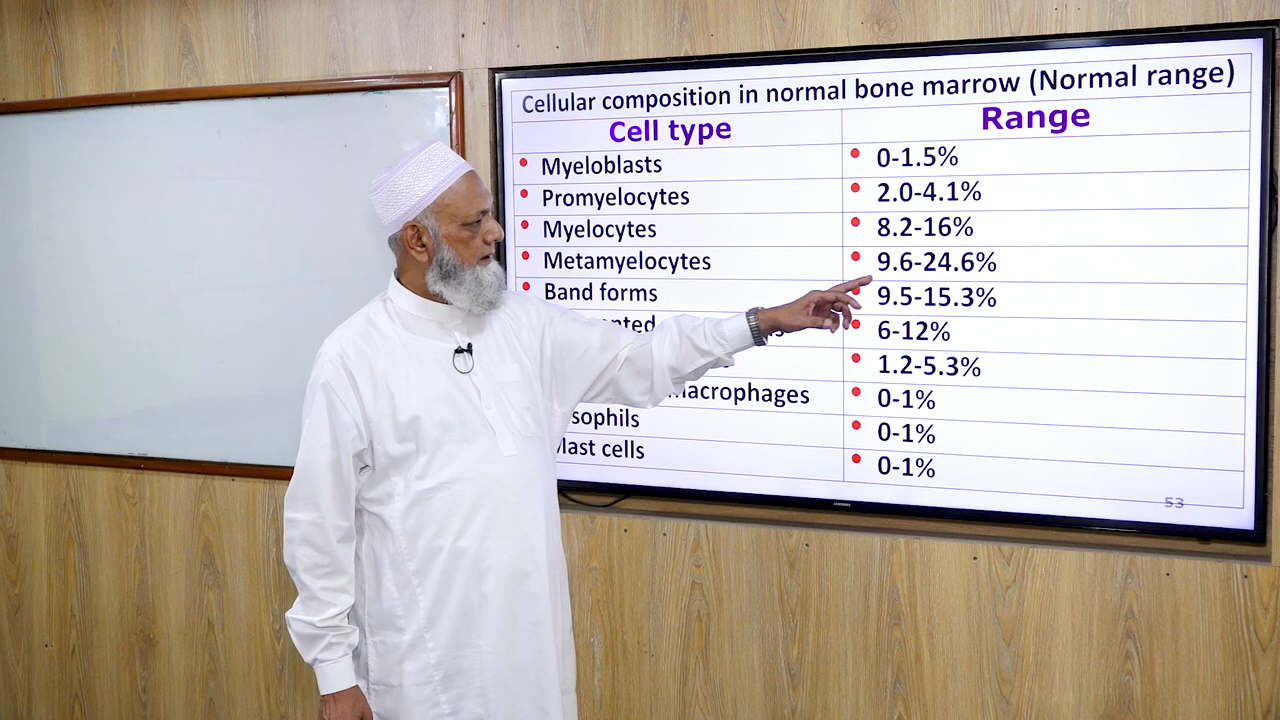 Cellular composition in normal bone marrow (Normal range)
Cell type Range
• Myeloblasts • 0-1.5%
• Promyelocytes • 2.0-4.1%
• Myelocytes • 8.2-16%
• Metamyelocytes • 9.6-24.6%
• Band forms • 9.5-15.3%
• 6-12%
• 1.2-5.3%
macrophages • 0-1%
sophils • 0-1%
Mast cells • 0-1%
53
SAMSUNG